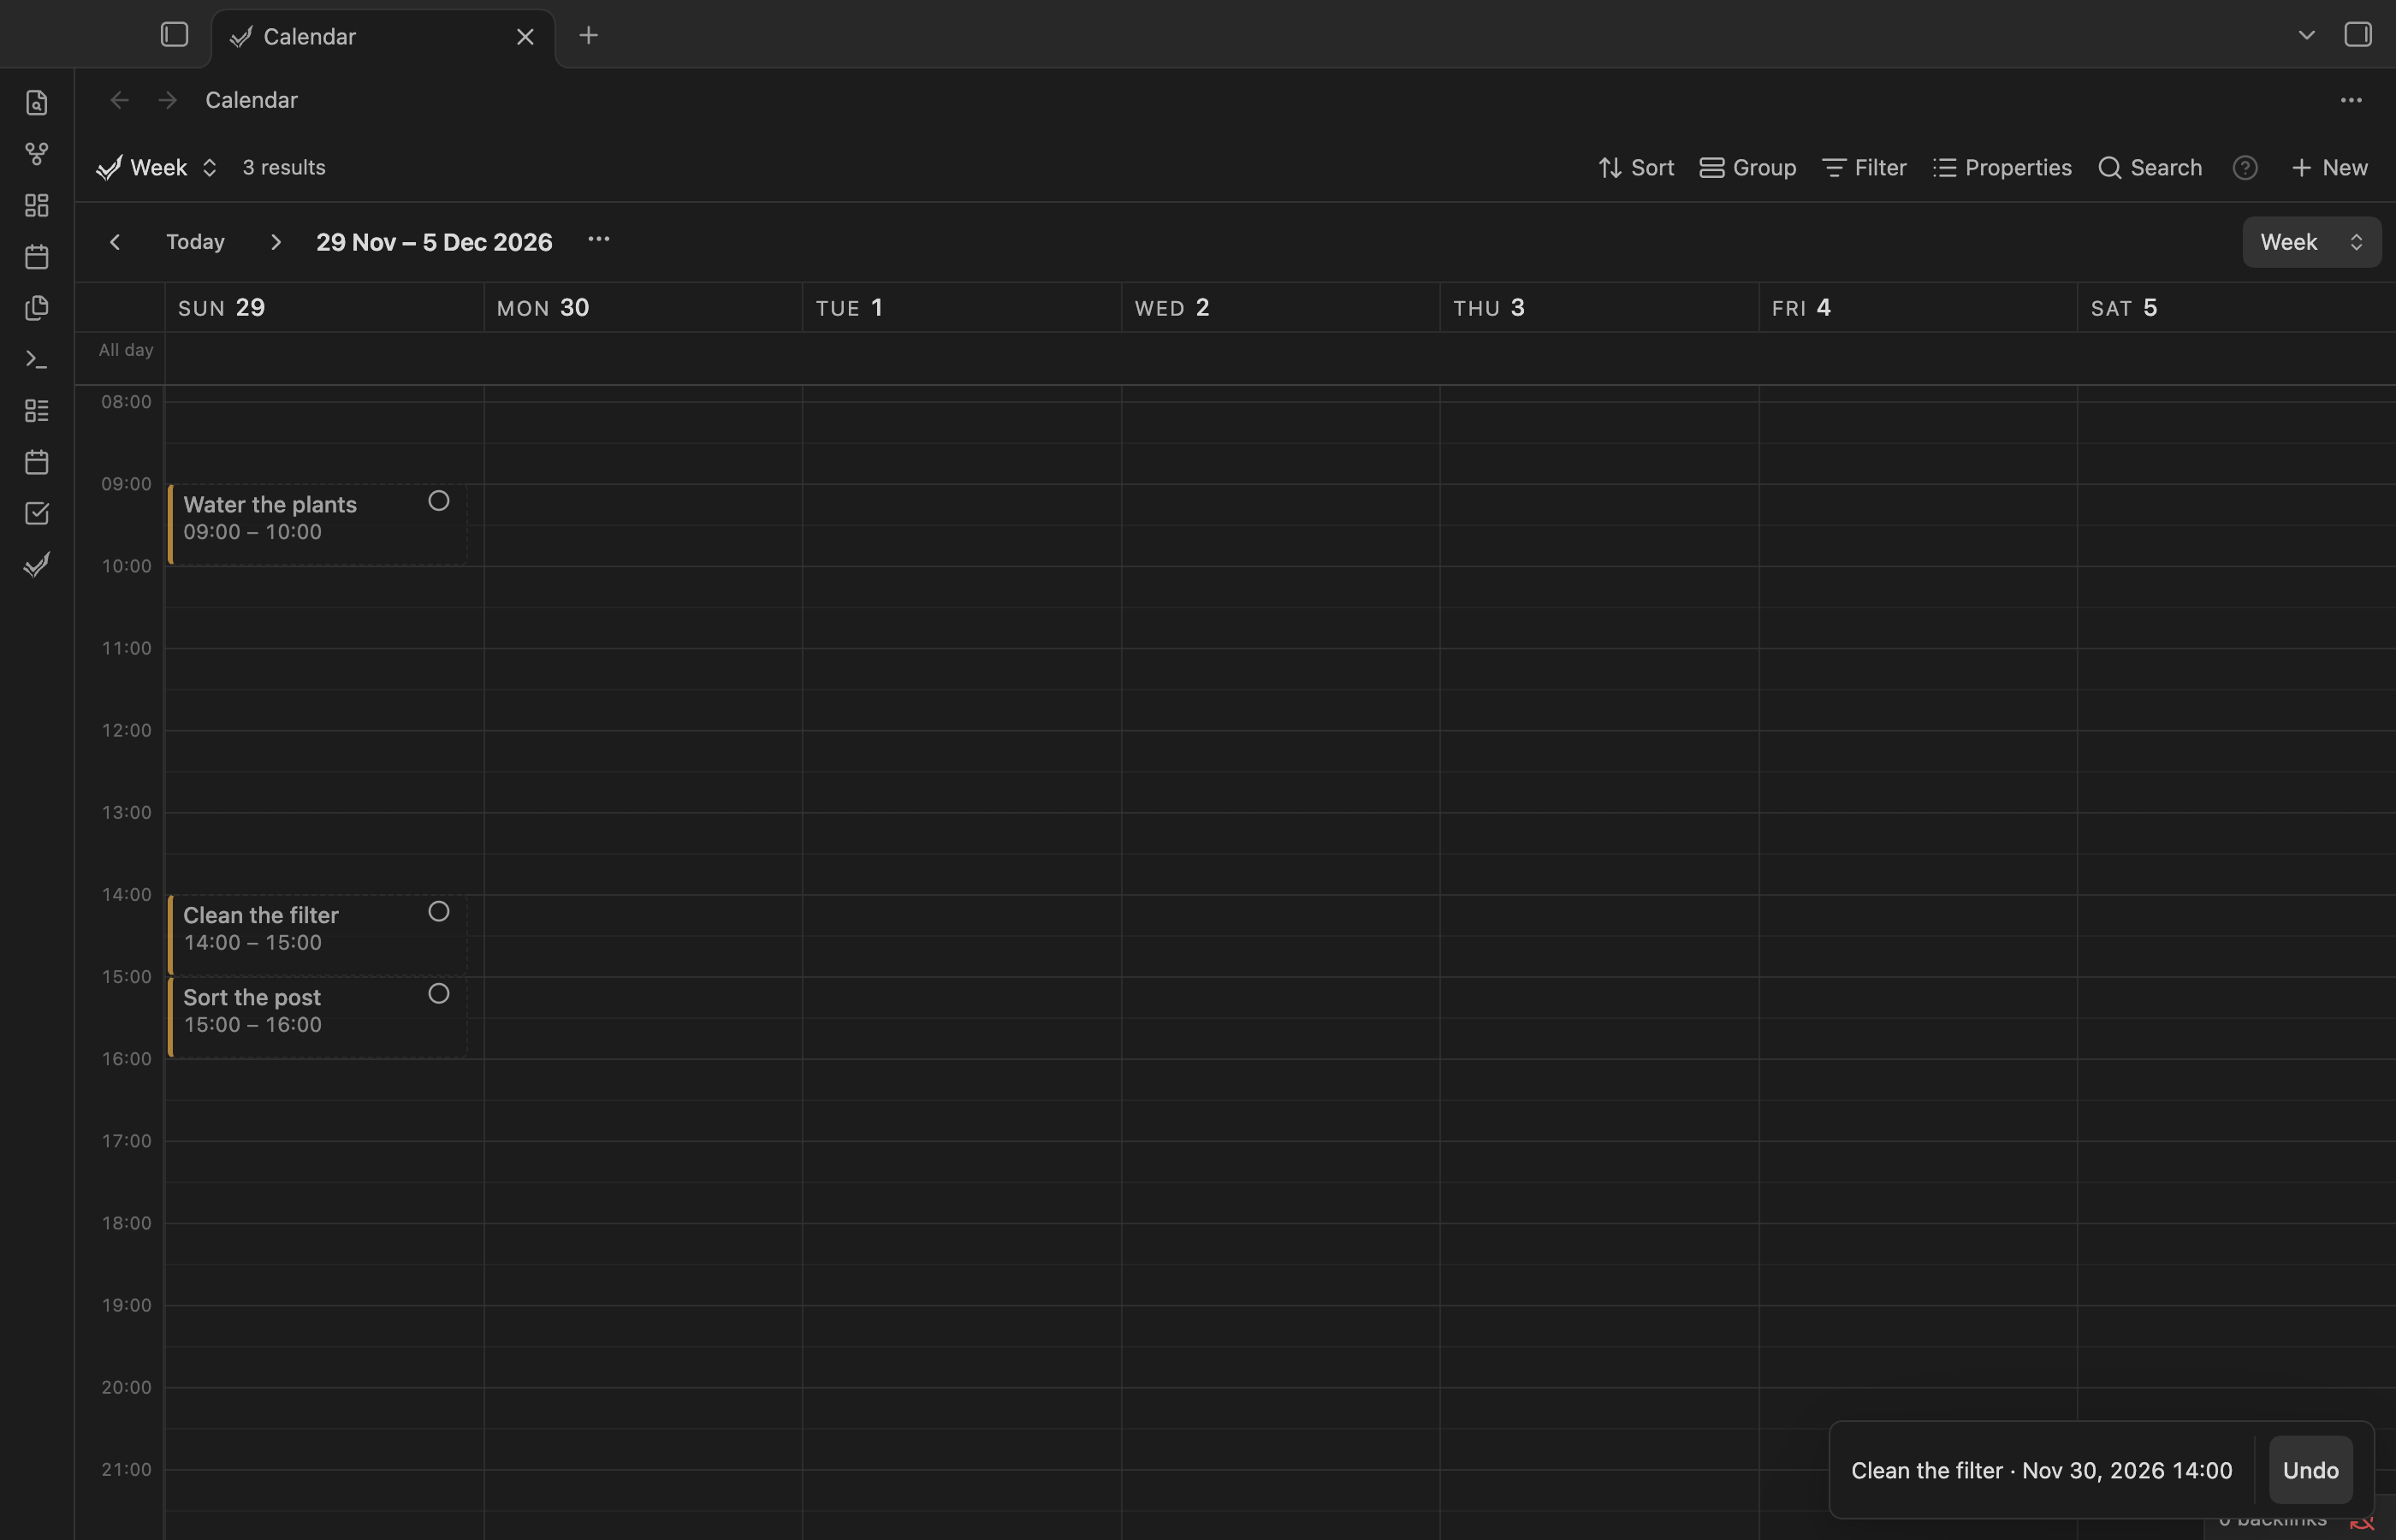 Calendar
Calendar
Week 3 results Sort Group Filter Properties Search New
Today 29 Nov – 5 Dec 2026 Week
SUN 29 MON 30 TUE 1 WED 2 THU 3 FRI 4 SAT 5
All day
08:00
09:00
Water the plants
09:00 – 10:00
10:00
11:00
12:00
13:00
14:00
Clean the filter
14:00 – 15:00
15:00
Sort the post
15:00 – 16:00
16:00
17:00
18:00
19:00
20:00
21:00
Clean the filter · Nov 30, 2026 14:00 Undo
0 backlinks